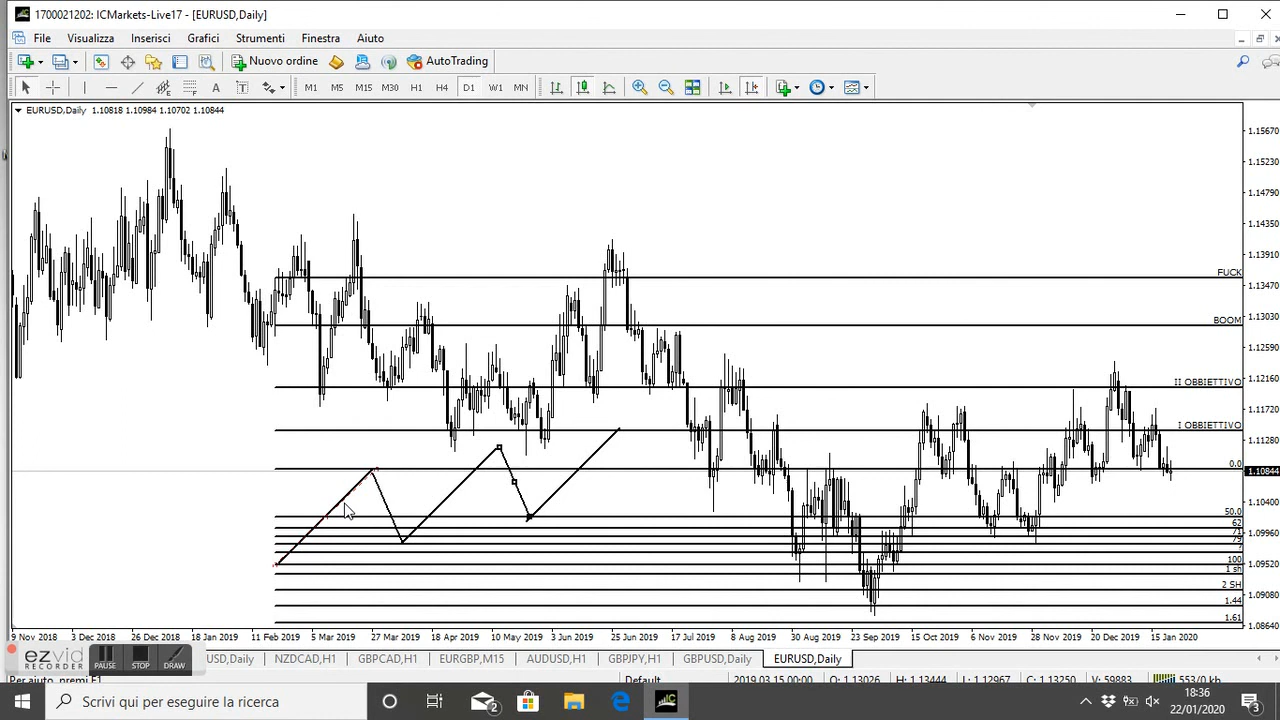 1700021202: ICMarkets-Live17 - [EURUSD,Daily]
File Visualizza Inserisci Grafici Strumenti Finestra Aiuto
Nuovo ordine AutoTrading
A T M1 M5 M15 M30 H1 H4 D1 W1 MN
EURUSD,Daily 1.10818 1.10984 1.10702 1.10844
1.15670
1.15230
1.14790
1.14350
1.13910
FUCK
1.13470
BOOM
1.13030
1.12590
II OBBIETTIVO
1.12160
1.11720
I OBBIETTIVO
1.11280
0.0
1.10844
1.10400
50.0
62
71
1.09960
79
100
1.09520
1 sh
2 SH
1.09080
1.44
1.61
1.08640
9 Nov 2018 3 Dec 2018 26 Dec 2018 18 Jan 2019 11 Feb 2019 5 Mar 2019 27 Mar 2019 18 Apr 2019 10 May 2019 3 Jun 2019 25 Jun 2019 17 Jul 2019 8 Aug 2019 30 Aug 2019 23 Sep 2019 15 Oct 2019 6 Nov 2019 28 Nov 2019 20 Dec 2019 15 Jan 2020
ezvid RECORDER PAUSE STOP DRAW
USD,Daily NZDCAD,H1 GBPCAD,H1 EURGBP,M15 AUDUSD,H1 GBPJPY,H1 GBPUSD,Daily EURUSD,Daily
Per aiuto, premi F1 Default 2019.03.15 00:00 O: 1.13026 H: 1.13444 L: 1.12967 C: 1.13250 V: 59883 553/0 kb
Scrivi qui per eseguire la ricerca 2 18:36
22/01/2020 3